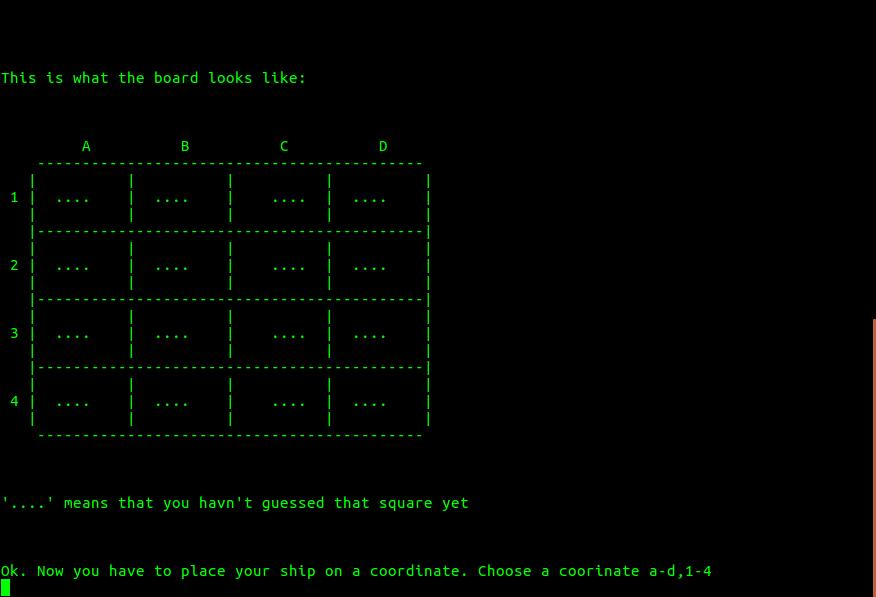 This is what the board looks like:
A B C D
1 | .... | .... | .... | .... |
2 | .... | .... | .... | .... |
3 | .... | .... | .... | .... |
4 | .... | .... | .... | .... |
'....' means that you havn't guessed that square yet
Ok. Now you have to place your ship on a coordinate. Choose a coorinate a-d,1-4